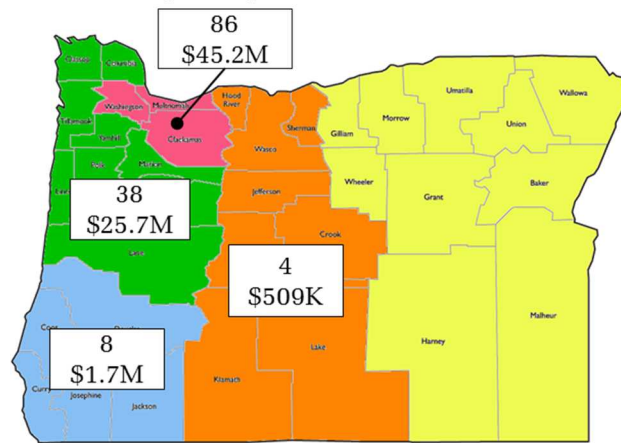 86
$45.2M
Clatsop
Columbia
Washington
Multnomah
Hood
River
Umatilla
Wallowa
Tillamook
Clackamas
Sherman
Gilliam
Morrow
Union
Yamhill
Wasco
Polk
Marion
Jefferson
Wheeler
Grant
Baker
38
$25.7M
Lane
Crook
4
$509K
Coos
Malheur
8
$1.7M
Lake
Harney
Curry
Josephine
Jackson
Klamath